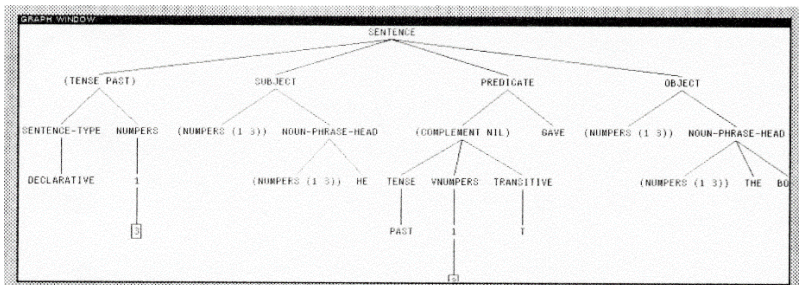 GRAPH WINDOW
SENTENCE
(TENSE PAST) SUBJECT PREDICATE OBJECT
SENTENCE-TYPE NUMPERS (NUMPERS (1 3)) NOUN-PHRASE-HEAD (COMPLEMENT NIL) GAVE (NUMPERS (1 3)) NOUN-PHRASE-HEAD
DECLARATIVE 1 (NUMPERS (1 3)) HE TENSE VNUMPERS TRANSITIVE (NUMPERS (1 3)) THE BO
3 PAST 1 T